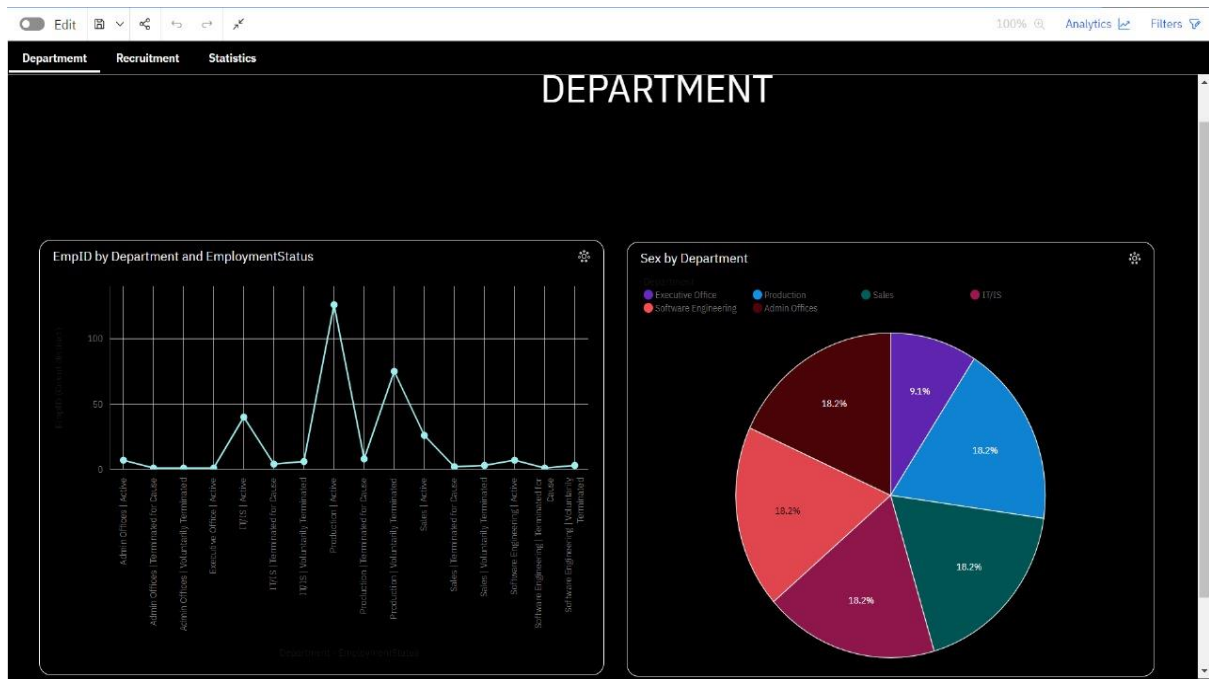 Edit
100%
Analytics
Filters
Departmemt
Recruitment
Statistics
DEPARTMENT
EmpID by Department and EmploymentStatus
100
50
0
Admin Offices | Active
Admin Offices | Terminated for Cause
Admin Offices | Voluntarily Terminated
Executive Office | Active
IT/IS | Active
IT/IS | Terminated for Cause
IT/IS | Voluntarily Terminated
Production | Active
Production | Terminated for Cause
Production | Voluntarily Terminated
Sales | Active
Sales | Terminated for Cause
Sales | Voluntarily Terminated
Software Engineering | Active
Software Engineering | Terminated for
Cause
Software Engineering | Voluntarily
Terminated
Department - EmploymentStatus
Sex by Department
Department
Executive Office
Production
Sales
IT/IS
Software Engineering
Admin Offices
9.1%
18.2%
18.2%
18.2%
18.2%
18.2%